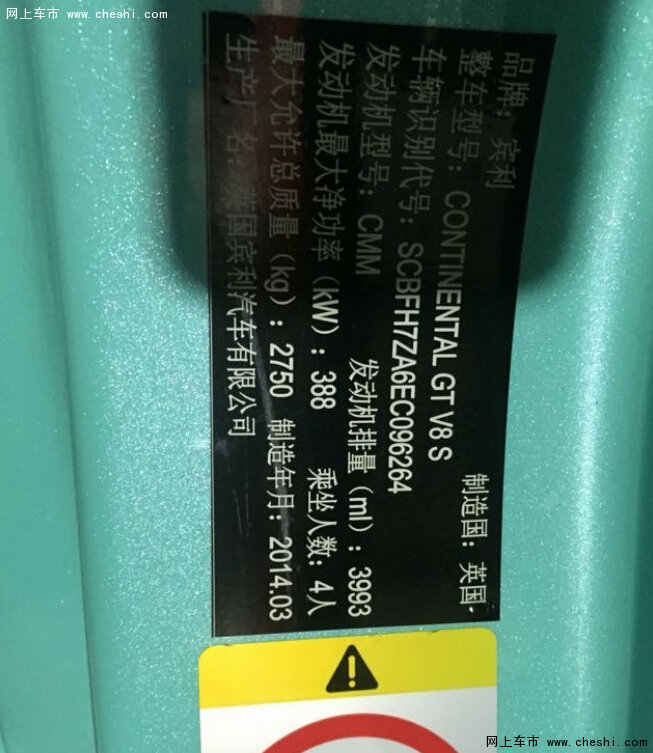 网上车市 www.cheshi.com
品牌：宾利 制造国：英国
整车型号：CONTINENTAL GT V8 S
车辆识别代号：SCBFH7ZA6EC096264
发动机型号：CMM 发动机排量（ml）：3993
发动机最大净功率（kW）：388 乘坐人数：4人
最大允许总质量（kg）：2750 制造年月：2014.03
生产厂名：英国宾利汽车有限公司
网上车市 www.cheshi.com